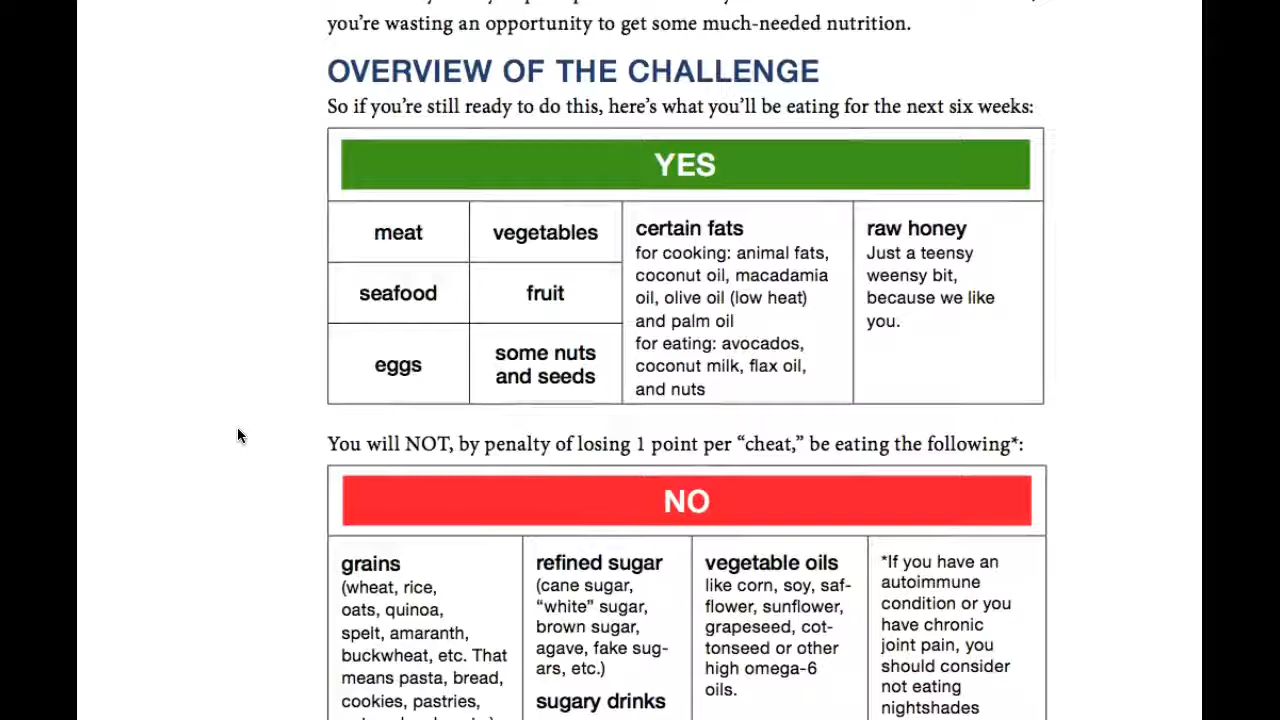 you’re wasting an opportunity to get some much-needed nutrition.
OVERVIEW OF THE CHALLENGE
So if you’re still ready to do this, here’s what you’ll be eating for the next six weeks:
YES
meat
vegetables
seafood
fruit
eggs
some nuts
and seeds
certain fats
for cooking: animal fats,
coconut oil, macadamia
oil, olive oil (low heat)
and palm oil
for eating: avocados,
coconut milk, flax oil,
and nuts
raw honey
Just a teensy
weensy bit,
because we like
you.
You will NOT, by penalty of losing 1 point per “cheat,” be eating the following*:
NO
grains
(wheat, rice,
oats, quinoa,
spelt, amaranth,
buckwheat, etc. That
means pasta, bread,
cookies, pastries,
refined sugar
(cane sugar,
“white” sugar,
brown sugar,
agave, fake sug-
ars, etc.)
sugary drinks
vegetable oils
like corn, soy, saf-
flower, sunflower,
grapeseed, cot-
tonseed or other
high omega-6
oils.
*If you have an
autoimmune
condition or you
have chronic
joint pain, you
should consider
not eating
nightshades